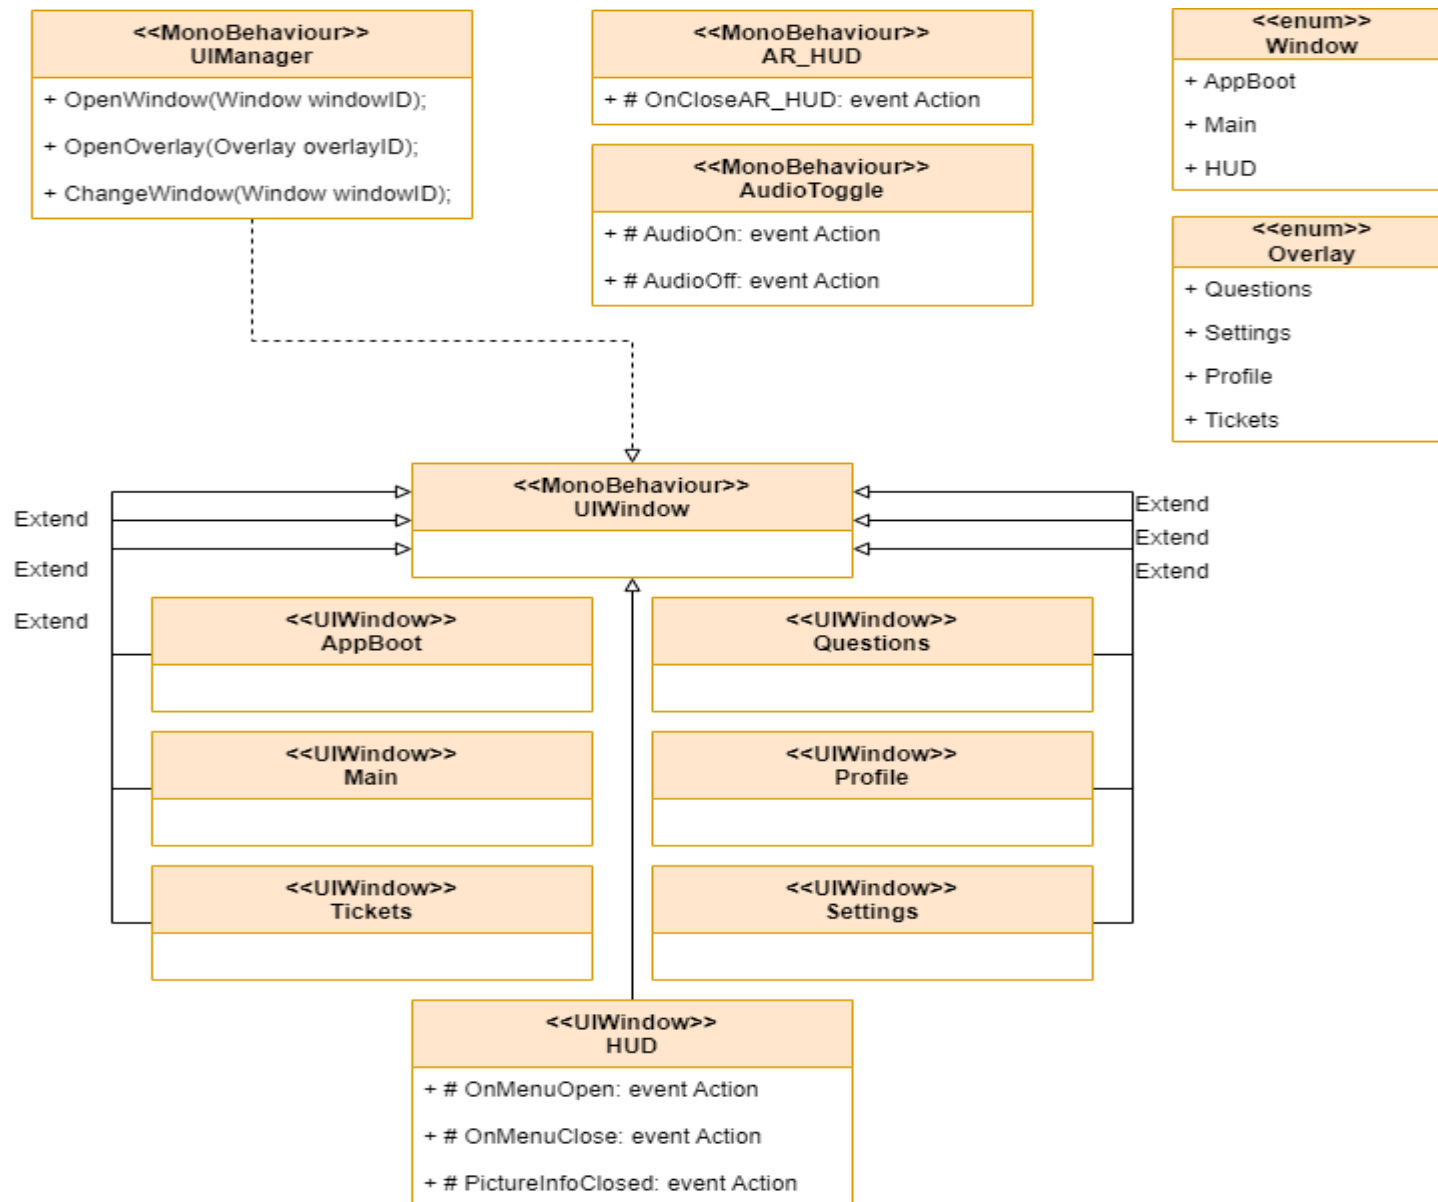 <<MonoBehaviour>>
UIManager
+ OpenWindow(Window windowID);
+ OpenOverlay(Overlay overlayID);
+ ChangeWindow(Window windowID);
<<MonoBehaviour>>
AR_HUD
+ # OnCloseAR_HUD: event Action
<<MonoBehaviour>>
AudioToggle
+ # AudioOn: event Action
+ # AudioOff: event Action
<<enum>>
Window
+ AppBoot
+ Main
+ HUD
<<enum>>
Overlay
+ Questions
+ Settings
+ Profile
+ Tickets
<<MonoBehaviour>>
UIWindow
Extend
Extend
Extend
Extend
Extend
Extend
<<UIWindow>>
AppBoot
<<UIWindow>>
Questions
<<UIWindow>>
Main
<<UIWindow>>
Profile
<<UIWindow>>
Tickets
<<UIWindow>>
Settings
<<UIWindow>>
HUD
+ # OnMenuOpen: event Action
+ # OnMenuClose: event Action
+ # PictureInfoClosed: event Action